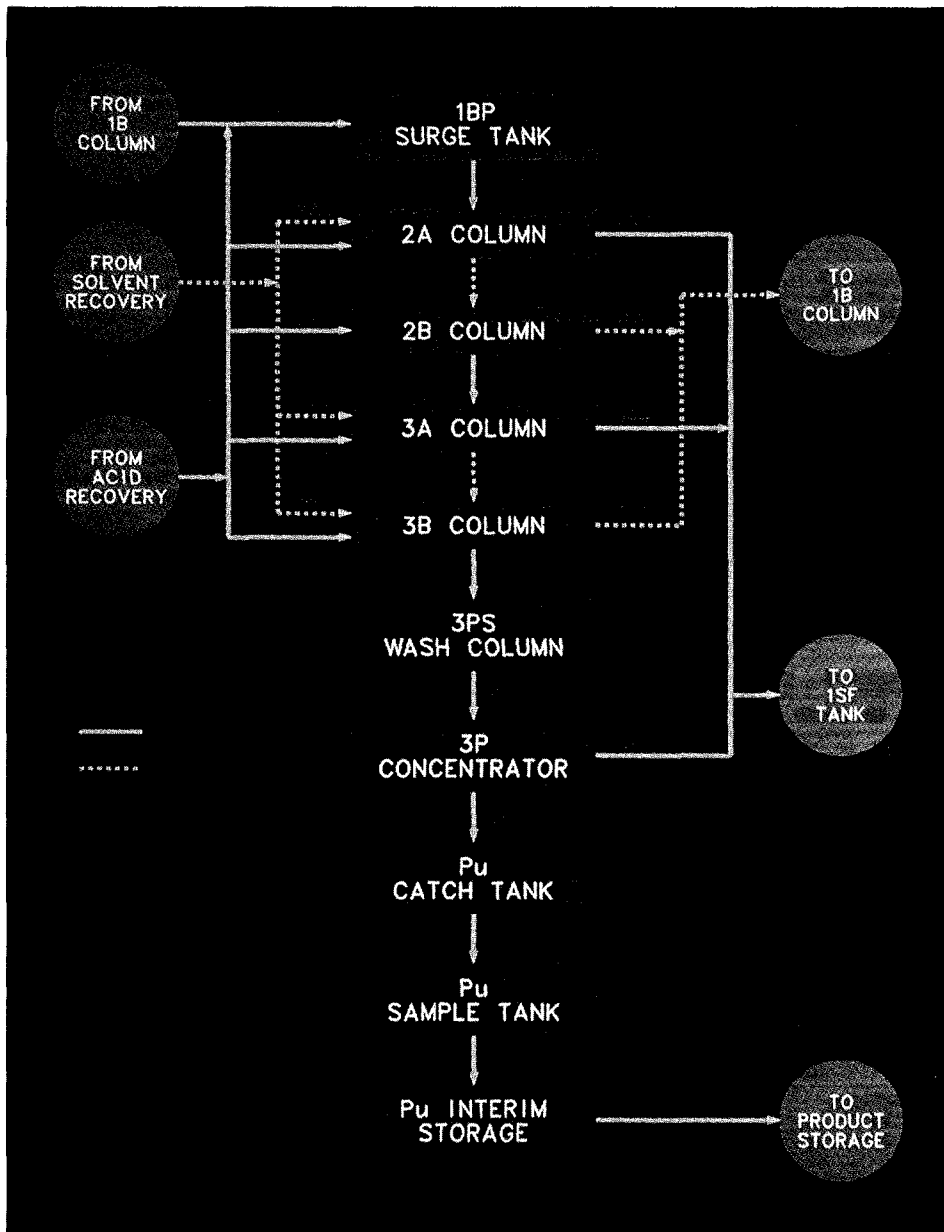 FROM
1B
COLUMN
1BP
SURGE TANK
2A COLUMN
FROM
SOLVENT
RECOVERY
TO
1B
COLUMN
2B COLUMN
3A COLUMN
FROM
ACID
RECOVERY
3B COLUMN
3PS
WASH COLUMN
TO
1SF
TANK
3P
CONCENTRATOR
Pu
CATCH TANK
Pu
SAMPLE TANK
Pu INTERIM
STORAGE
TO
PRODUCT
STORAGE